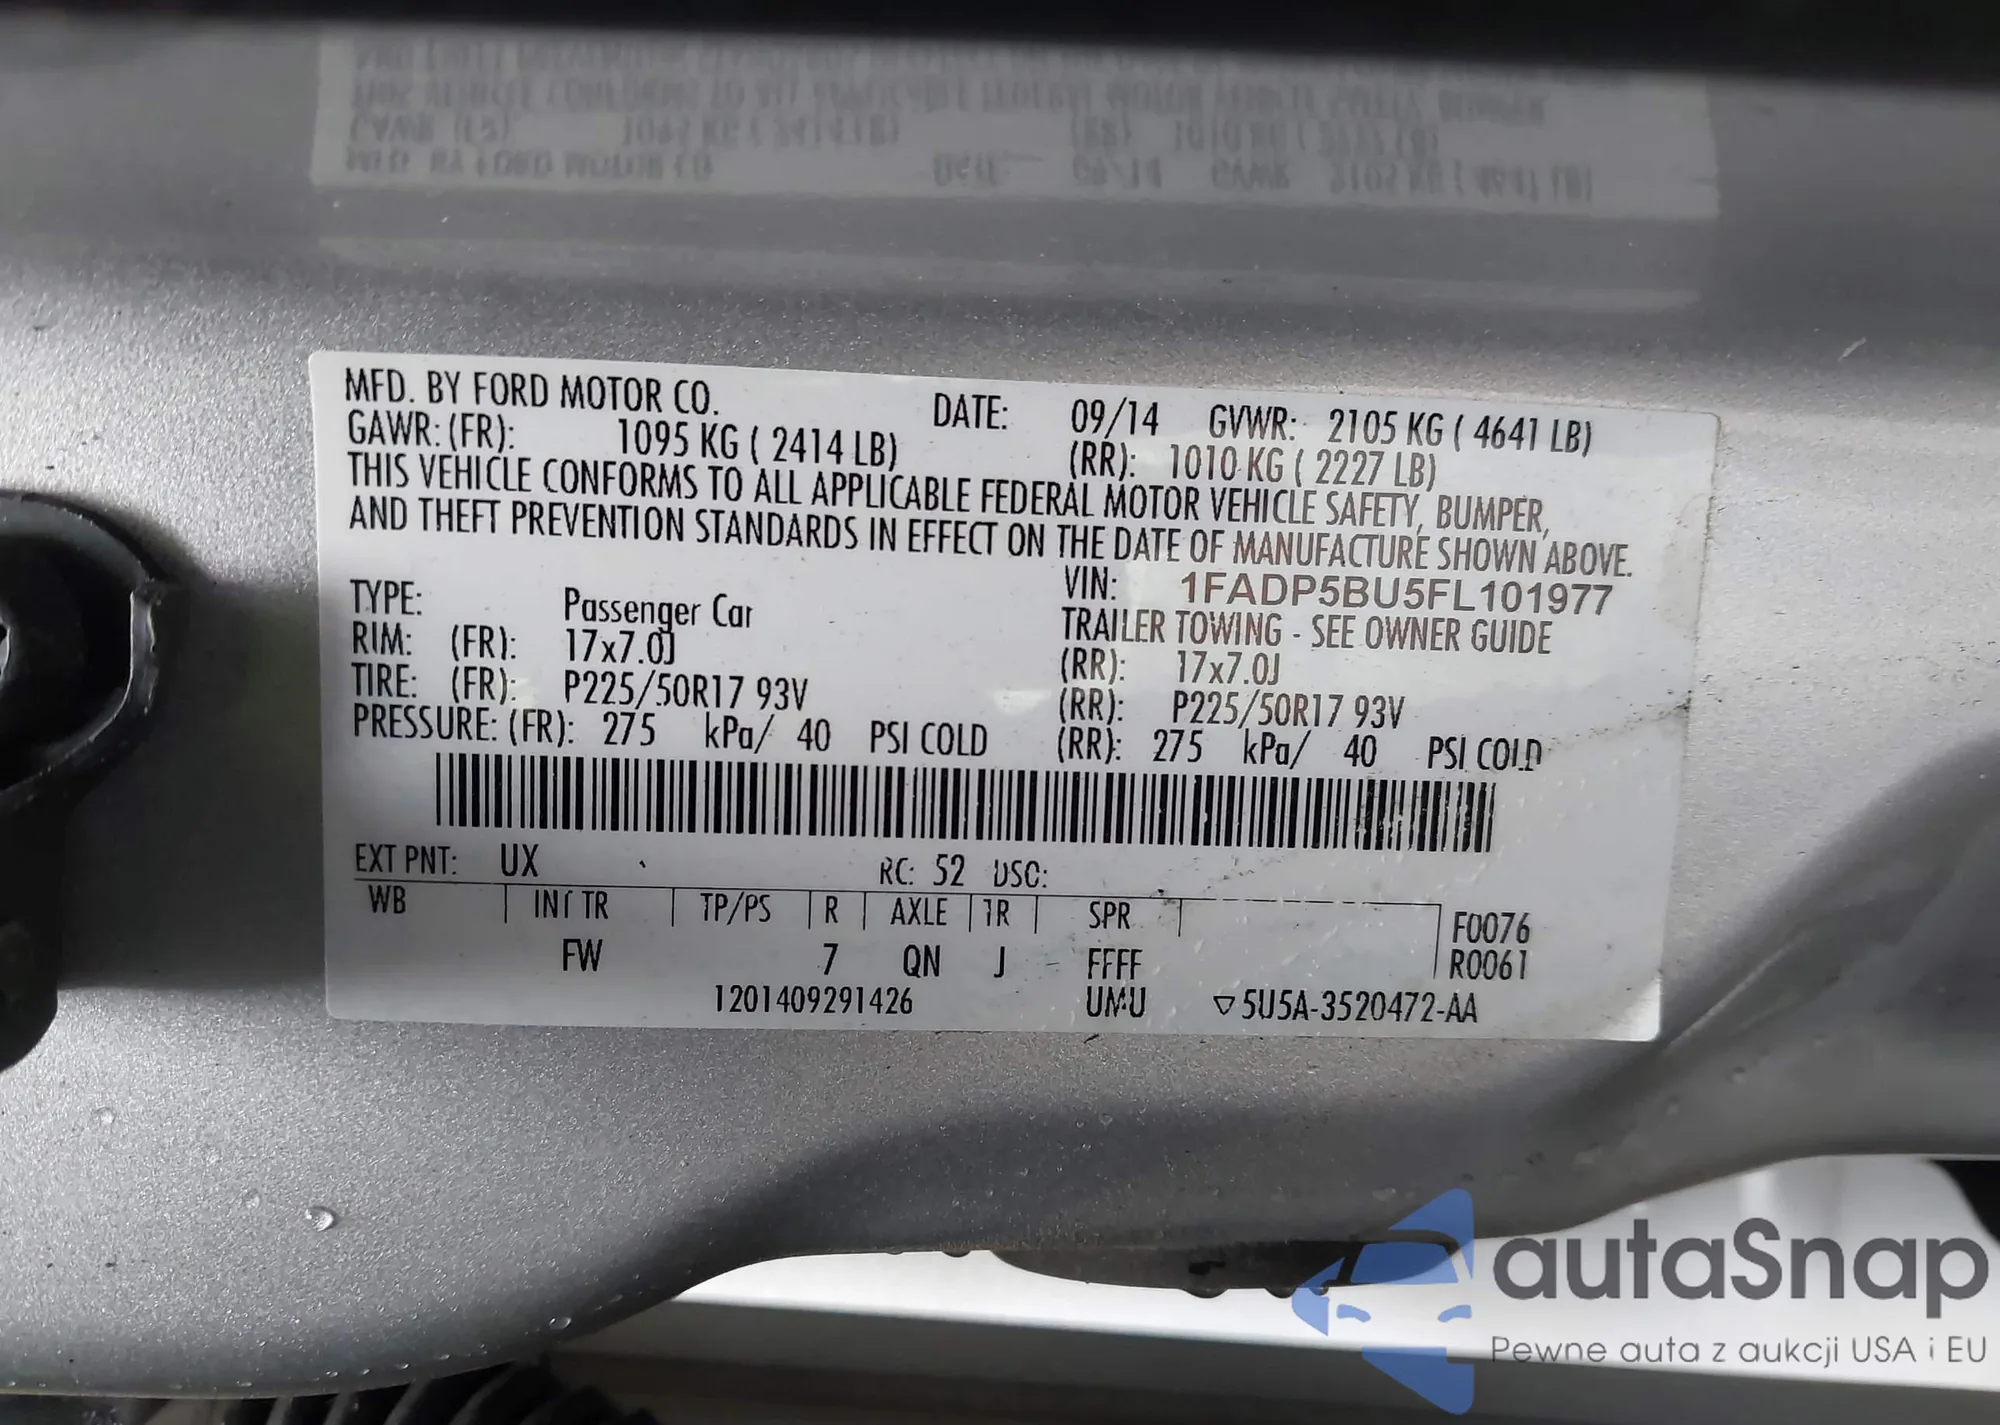 MFD. BY FORD MOTOR CO. DATE: 09/14 GVWR: 2105 KG ( 4641 LB)
GAWR: (FR): 1095 KG ( 2414 LB) (RR): 1010 KG ( 2227 LB)
THIS VEHICLE CONFORMS TO ALL APPLICABLE FEDERAL MOTOR VEHICLE SAFETY, BUMPER,
AND THEFT PREVENTION STANDARDS IN EFFECT ON THE DATE OF MANUFACTURE SHOWN ABOVE.
VIN: 1FADP5BU5FL101977
TYPE: Passenger Car TRAILER TOWING - SEE OWNER GUIDE
RIM: (FR): 17x7.0J (RR): 17x7.0J
TIRE: (FR): P225/50R17 93V (RR): P225/50R17 93V
PRESSURE: (FR): 275 kPa/ 40 PSI COLD (RR): 275 kPa/ 40 PSI COLD
EXT PNT: UX RC: 52 DSO:
WB INT TR TP/PS R AXLE TR SPR F0076
FW 7 QN J FFFF R0061
1201409291426 UMU ▽5U5A-3520472-AA
autaSnap
Pewne auta z aukcji USA i EU